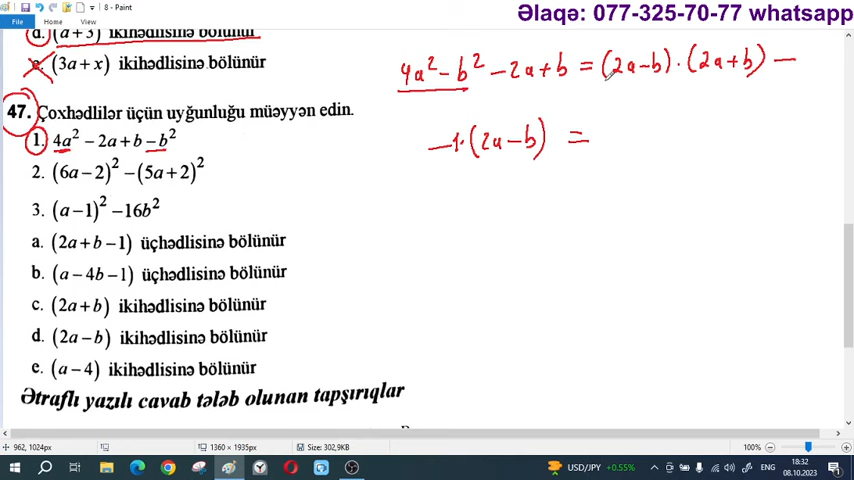 Əlaqə: 077-325-70-77 whatsapp
8 - Paint
File Home View
d. (a+3) ikihədlisinə bölünür
e. (3a+x) ikihədlisinə bölünür
4a² - b² - 2a + b = (2a-b)·(2a+b) -
-1·(2a-b) =
47. Çoxhədlilər üçün uyğunluğu müəyyən edin.
1. 4a² - 2a + b - b²
2. (6a - 2)² - (5a + 2)²
3. (a - 1)² - 16b²
a. (2a + b - 1) üçhədlisinə bölünür
b. (a - 4b - 1) üçhədlisinə bölünür
c. (2a + b) ikihədlisinə bölünür
d. (2a - b) ikihədlisinə bölünür
e. (a - 4) ikihədlisinə bölünür
Ətraflı yazılı cavab tələb olunan tapşırıqlar
962, 1024px 1360 × 1935px Size: 302,9KB 100%
USD/JPY +0.55% ENG 18:32
08.10.2023